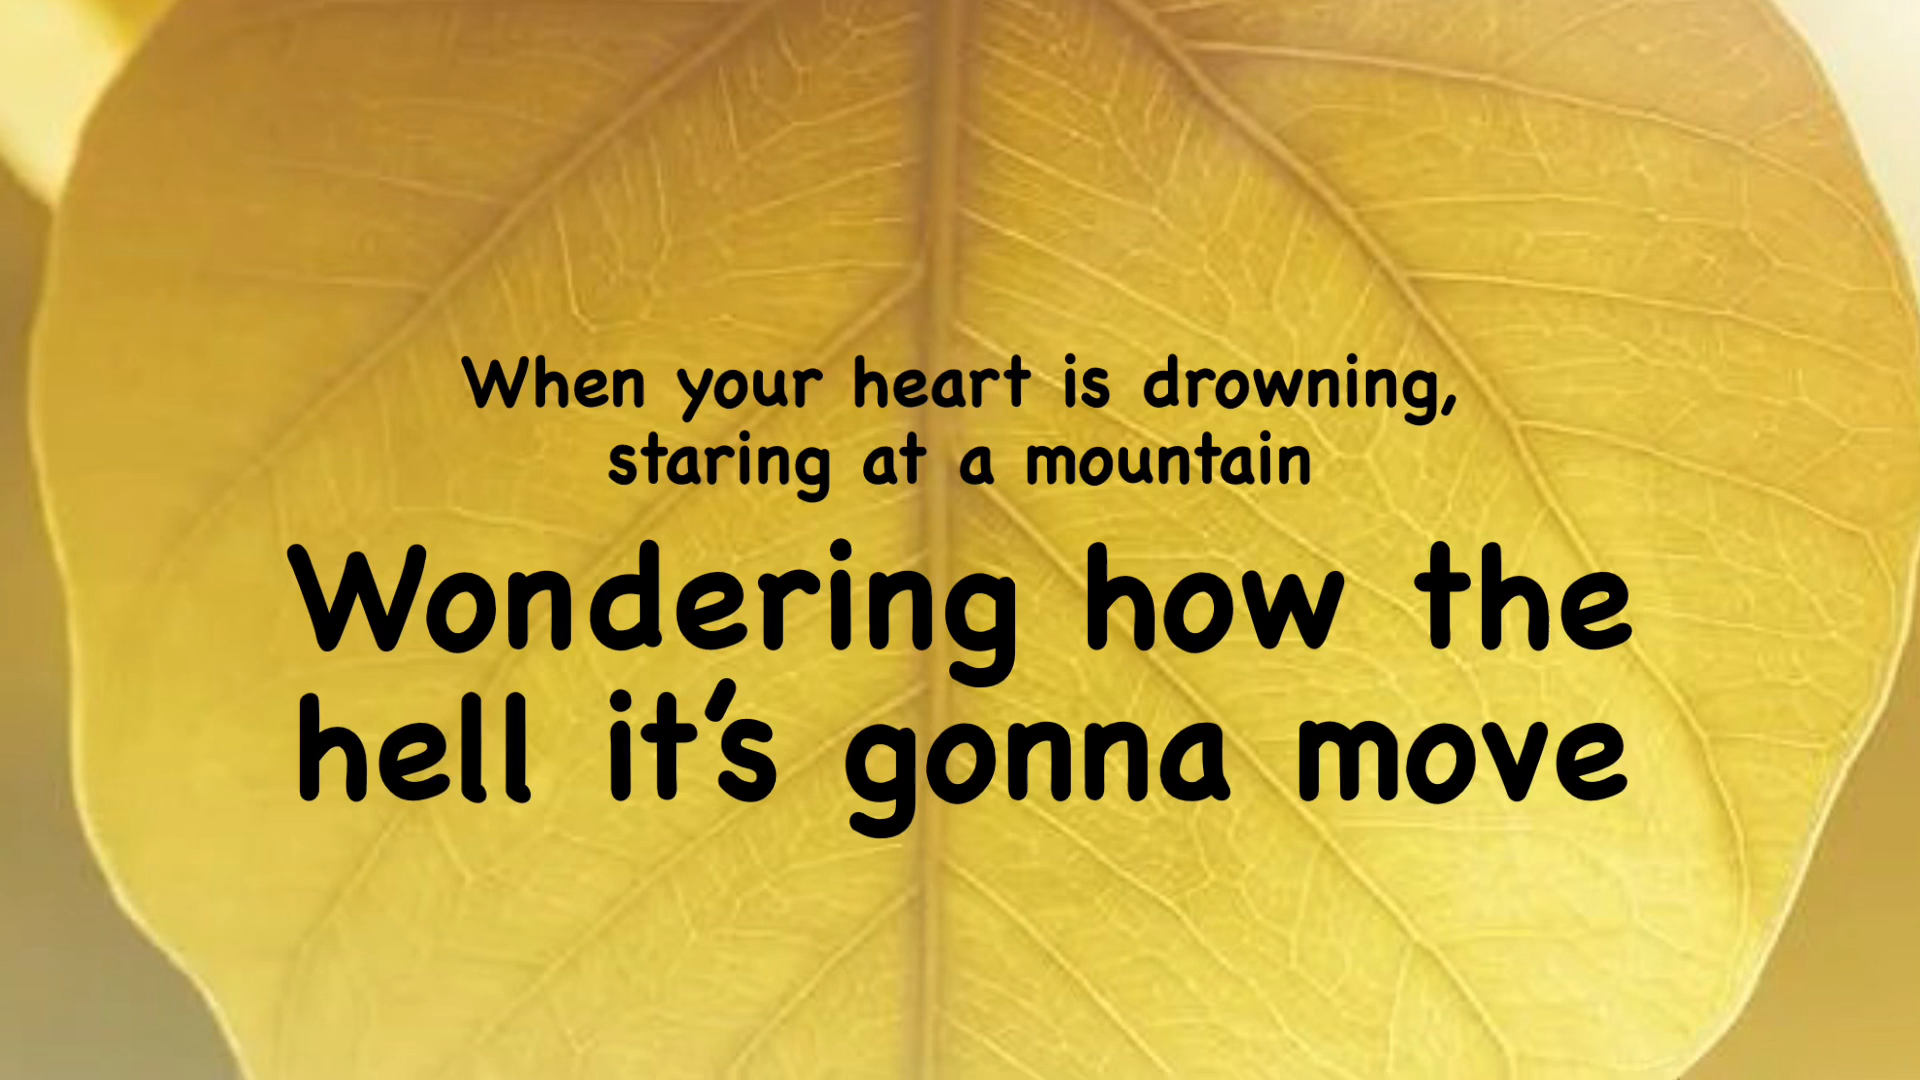 When your heart is drowning,
staring at a mountain
Wondering how the
hell it's gonna move